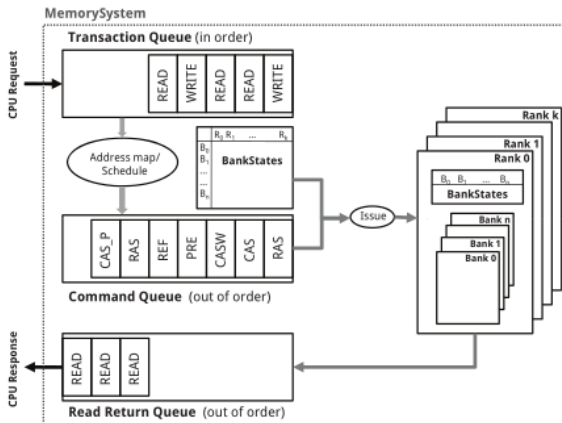 MemorySystem
Transaction Queue (in order)
CPU Request
READ
WRITE
READ
READ
WRITE
Address map/
Schedule
R0 R1 ... Rk
B0
B1
...
...
Bn
BankStates
CAS_P
RAS
REF
PRE
CASW
CAS
RAS
Command Queue (out of order)
Issue
Rank k
Rank 1
Rank 0
B0 B1 ... Bn
BankStates
Bank n
Bank 1
Bank 0
CPU Response
READ
READ
READ
Read Return Queue (out of order)